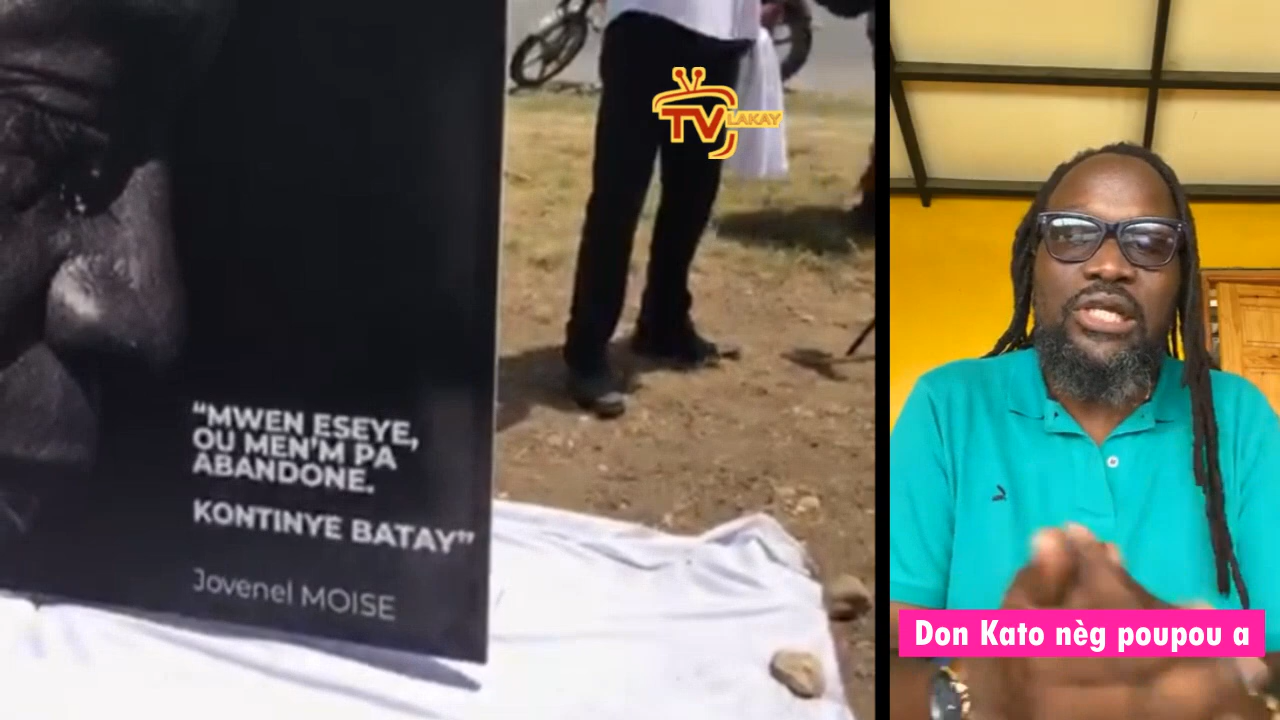 TV LAKAY
“MWEN ESEYE,
OU MEN'M PA
ABANDONE.
KONTINYE BATAY”
Jovenel MOISE
Don Kato nèg poupou a